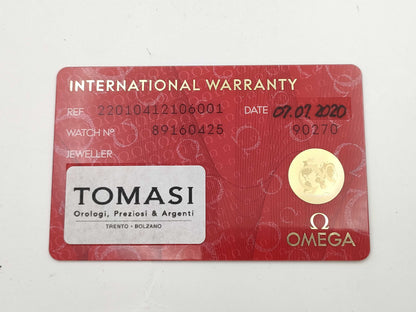 INTERNATIONAL WARRANTY
REF 22010412106001 DATE 07.07.2020
WATCH Nº 89160425 90270
JEWELLER
TOMASI
Orologi, Preziosi & Argenti
TRENTO - BOLZANO
Ω
OMEGA